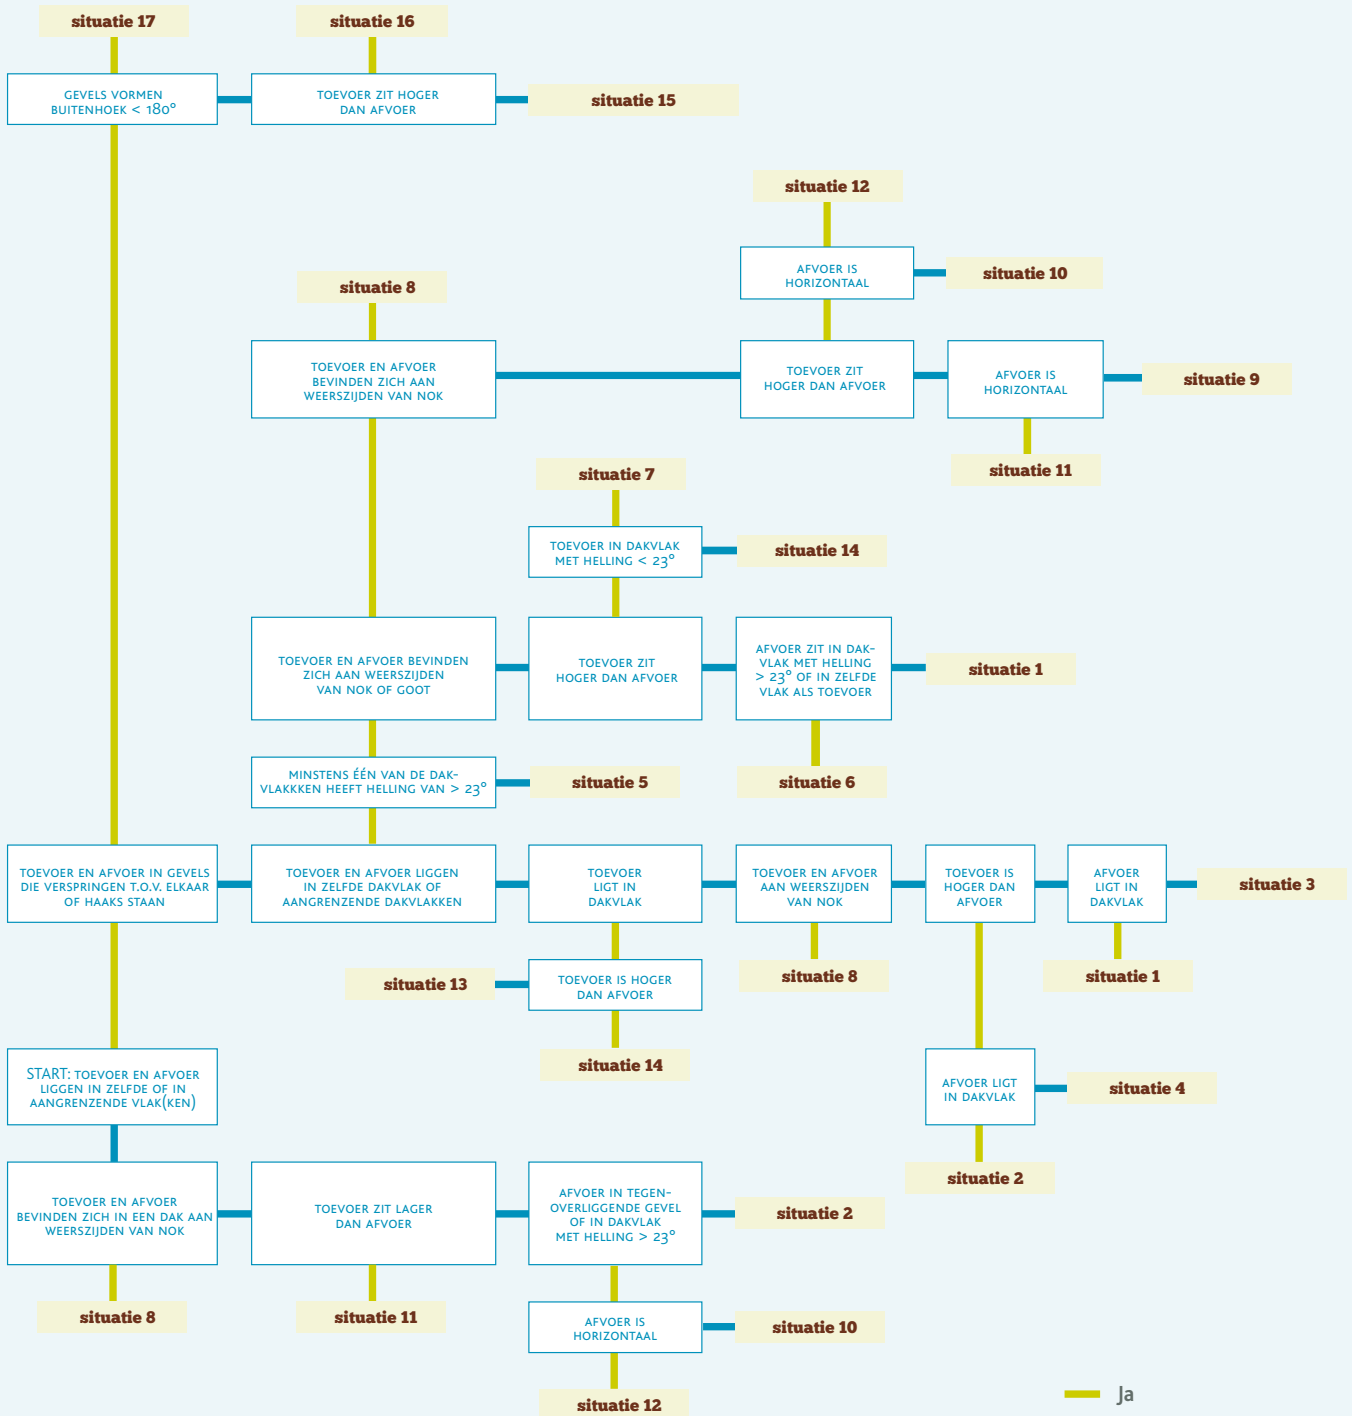 situatie 17
situatie 16
GEVELS VORMEN
BUITENHOEK < 180°
TOEVOER ZIT HOGER
DAN AFVOER
situatie 15
situatie 12
AFVOER IS
HORIZONTAAL
situatie 10
situatie 8
TOEVOER EN AFVOER
BEVINDEN ZICH AAN
WEERSZIJDEN VAN NOK
TOEVOER ZIT
HOGER DAN AFVOER
AFVOER IS
HORIZONTAAL
situatie 9
situatie 11
situatie 7
TOEVOER IN DAKVLAK
MET HELLING < 23°
situatie 14
TOEVOER EN AFVOER BEVINDEN
ZICH AAN WEERSZIJDEN
VAN NOK OF GOOT
TOEVOER ZIT
HOGER DAN AFVOER
AFVOER ZIT IN DAK-
VLAK MET HELLING
> 23° OF IN ZELFDE
VLAK ALS TOEVOER
situatie 1
MINSTENS ÉÉN VAN DE DAK-
VLAKKKEN HEEFT HELLING VAN > 23°
situatie 5
situatie 6
TOEVOER EN AFVOER IN GEVELS
DIE VERSPRINGEN T.O.V. ELKAAR
OF HAAKS STAAN
TOEVOER EN AFVOER LIGGEN
IN ZELFDE DAKVLAK OF
AANGRENZENDE DAKVLAKKEN
TOEVOER
LIGT IN
DAKVLAK
TOEVOER EN AFVOER
AAN WEERSZIJDEN
VAN NOK
TOEVOER IS
HOGER DAN
AFVOER
AFVOER
LIGT IN
DAKVLAK
situatie 3
situatie 13
TOEVOER IS HOGER
DAN AFVOER
situatie 8
situatie 1
situatie 14
START: TOEVOER EN AFVOER
LIGGEN IN ZELFDE OF IN
AANGRENZENDE VLAK(KEN)
AFVOER LIGT
IN DAKVLAK
situatie 4
situatie 2
TOEVOER EN AFVOER
BEVINDEN ZICH IN EEN DAK AAN
WEERSZIJDEN VAN NOK
TOEVOER ZIT LAGER
DAN AFVOER
AFVOER IN TEGEN-
OVERLIGGENDE GEVEL
OF IN DAKVLAK
MET HELLING > 23°
situatie 2
situatie 8
situatie 11
AFVOER IS
HORIZONTAAL
situatie 10
situatie 12
Ja